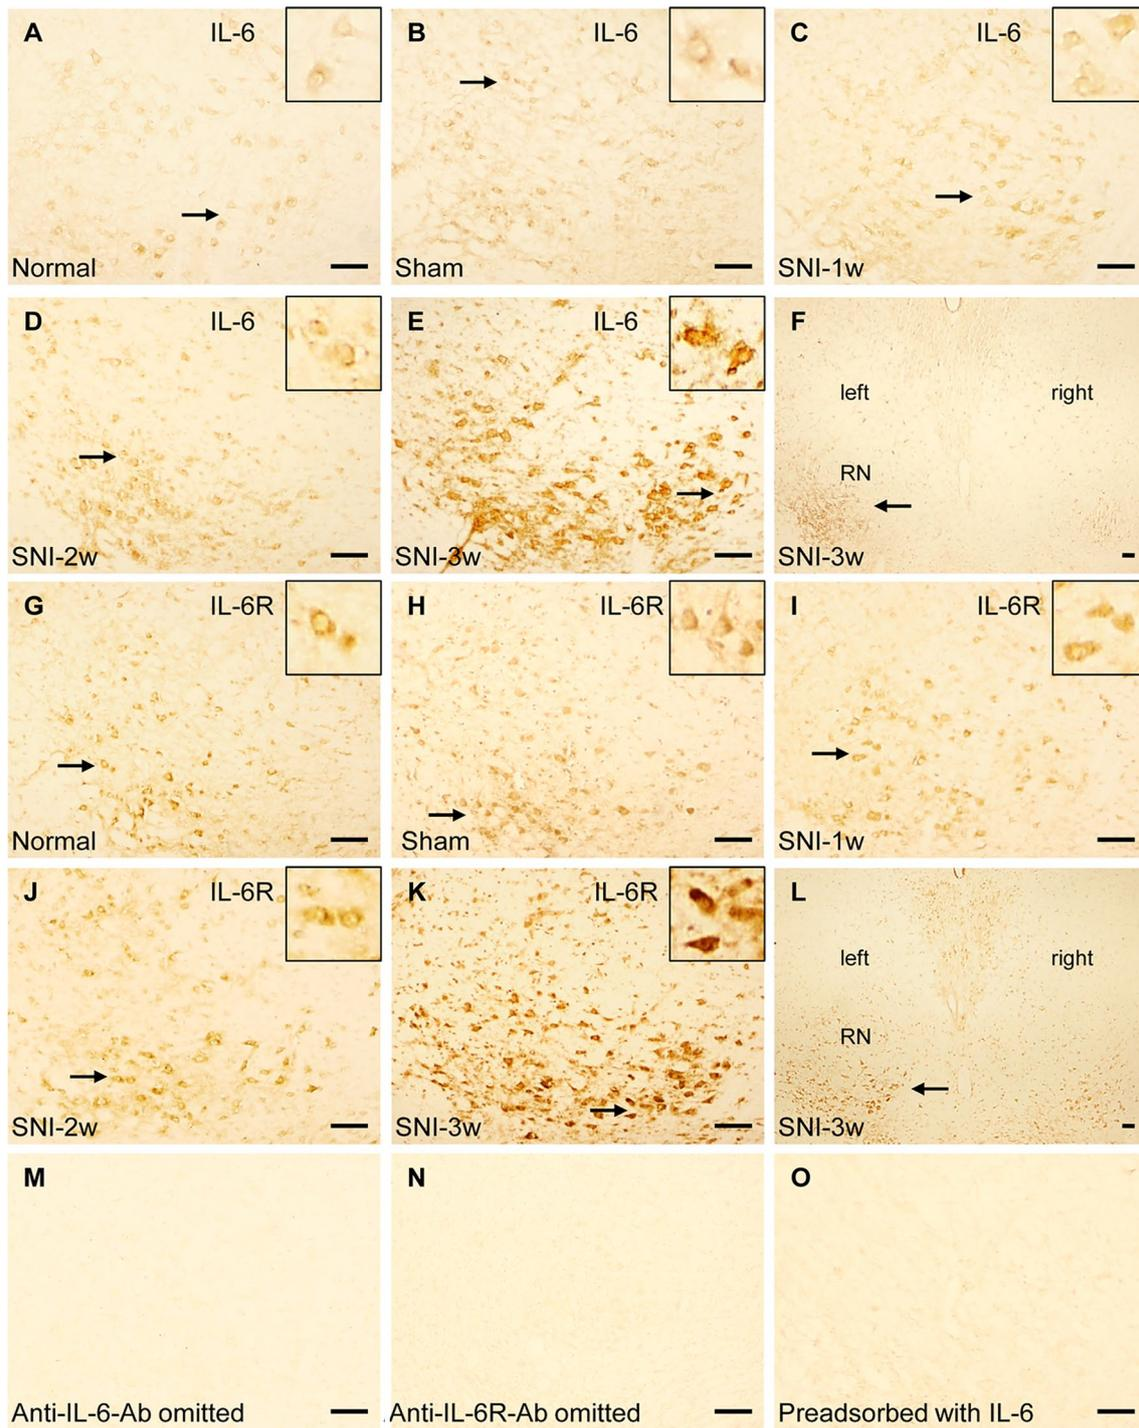 A IL-6
Normal
B IL-6
Sham
C IL-6
SNI-1w
D IL-6
SNI-2w
E IL-6
SNI-3w
F
left right
RN
SNI-3w
G IL-6R
Normal
H IL-6R
Sham
I IL-6R
SNI-1w
J IL-6R
SNI-2w
K IL-6R
SNI-3w
L
left right
RN
SNI-3w
M
Anti-IL-6-Ab omitted
N
Anti-IL-6R-Ab omitted
O
Preadsorbed with IL-6